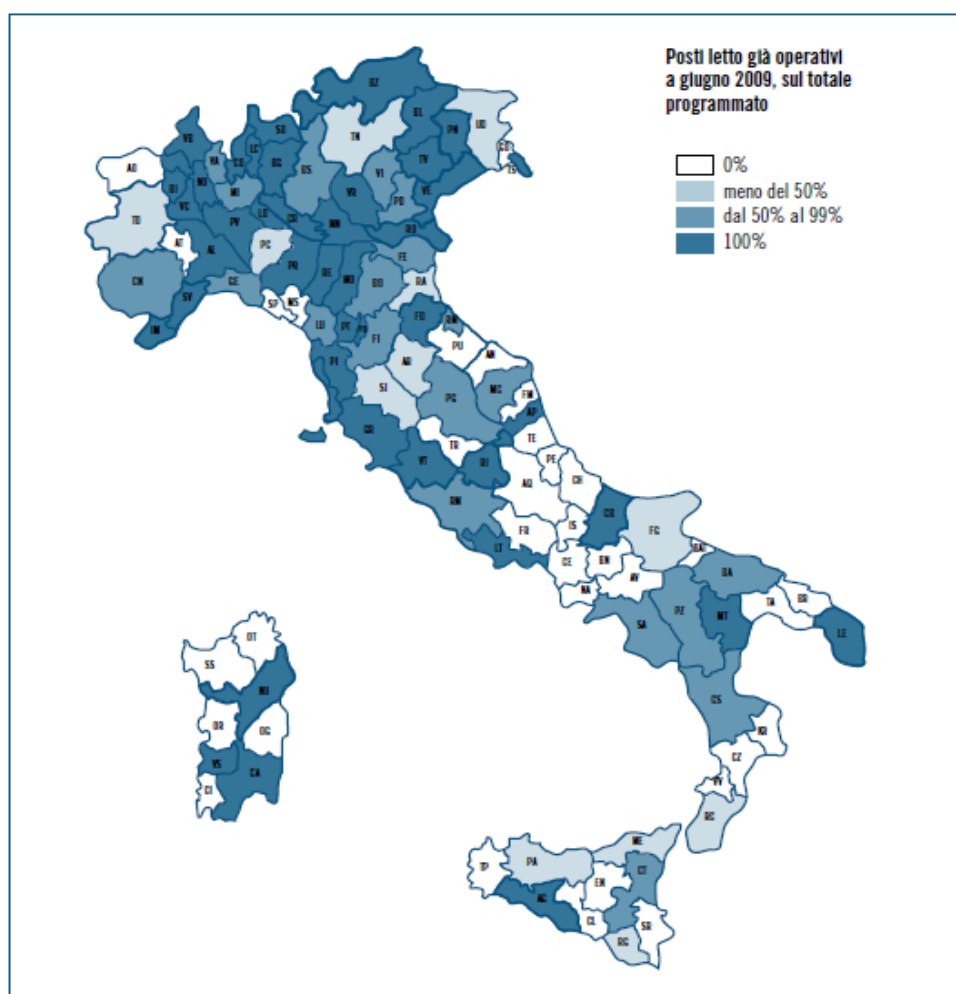 Posti letto già operativi
a giugno 2009, sul totale
programmato
0%
meno del 50%
dal 50% al 99%
100%
BZ
SO
BL
VB
LC
TN
PN
UD
VA
CO
BG
BS
GO
AO
TS
BI
NO
MI
VI
TV
VR
VE
VC
PD
TO
PV
LO
CR
MN
RO
AT
AL
PC
FE
CN
PR
RE
MO
BO
GE
RA
SV
SP
MS
FO
IM
LU
PT
PO
FI
RN
PU
AN
PI
AR
MC
SI
PG
FM
AP
GR
TR
TE
VT
RI
PE
AQ
CH
RM
IS
CB
FR
FG
LT
CE
BN
BAT
AV
BA
NA
TA
BR
SA
PZ
MT
LE
OT
SS
NU
CS
OR
OG
KR
CZ
VS
CA
VV
CI
RC
ME
PA
TP
CT
EN
AG
CL
SR
RG